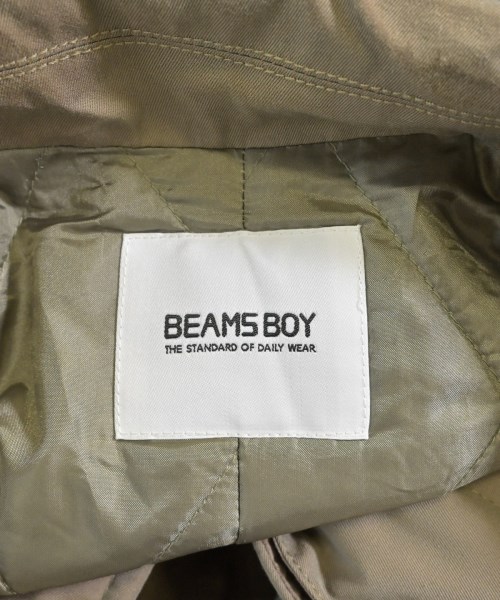 BEAMS BOY
THE STANDARD OF DAILY WEAR.